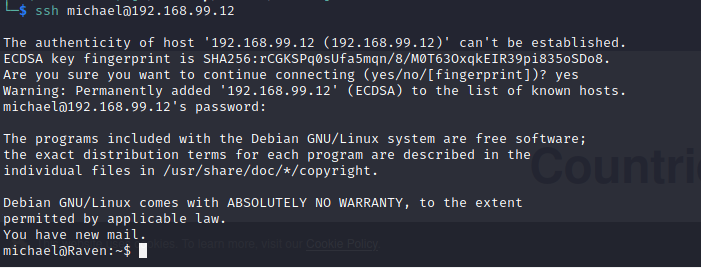 └─$ ssh michael@192.168.99.12
The authenticity of host '192.168.99.12 (192.168.99.12)' can't be established.
ECDSA key fingerprint is SHA256:rCGKSPq0sUfa5mqn/8/M0T63OxqkEIR39pi835oSDo8.
Are you sure you want to continue connecting (yes/no/[fingerprint])? yes
Warning: Permanently added '192.168.99.12' (ECDSA) to the list of known hosts.
michael@192.168.99.12's password:
The programs included with the Debian GNU/Linux system are free software;
the exact distribution terms for each program are described in the
individual files in /usr/share/doc/*/copyright.
Countri
Debian GNU/Linux comes with ABSOLUTELY NO WARRANTY, to the extent
permitted by applicable law.
You have new mail.
michael@Raven:~$
kies. To learn more, visit our Cookie Policy.